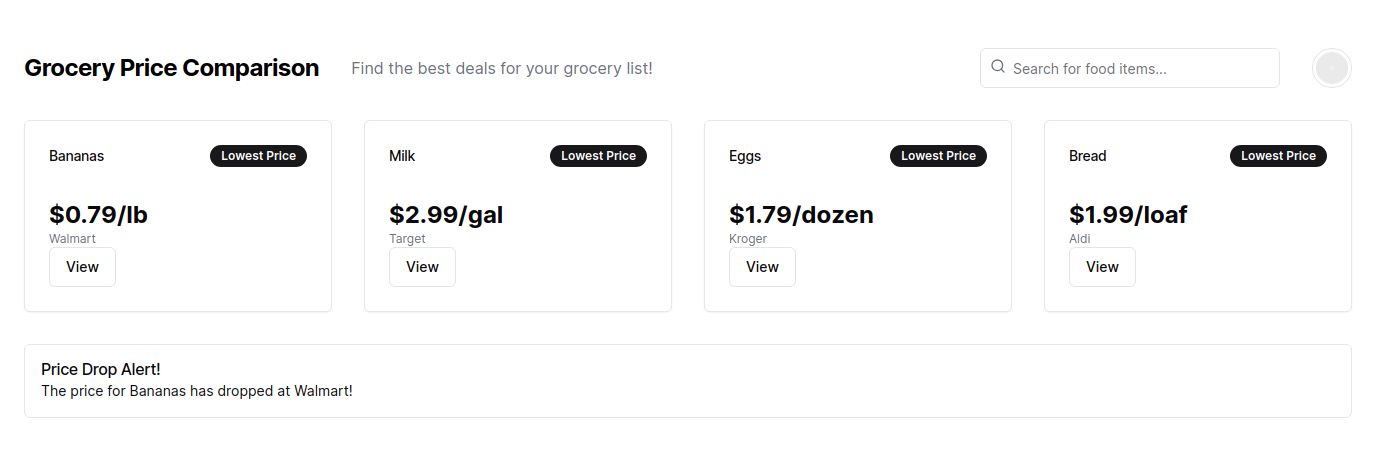 Grocery Price Comparison
Find the best deals for your grocery list!
Search for food items...
Bananas
Lowest Price
$0.79/lb
Walmart
View
Milk
Lowest Price
$2.99/gal
Target
View
Eggs
Lowest Price
$1.79/dozen
Kroger
View
Bread
Lowest Price
$1.99/loaf
Aldi
View
Price Drop Alert!
The price for Bananas has dropped at Walmart!